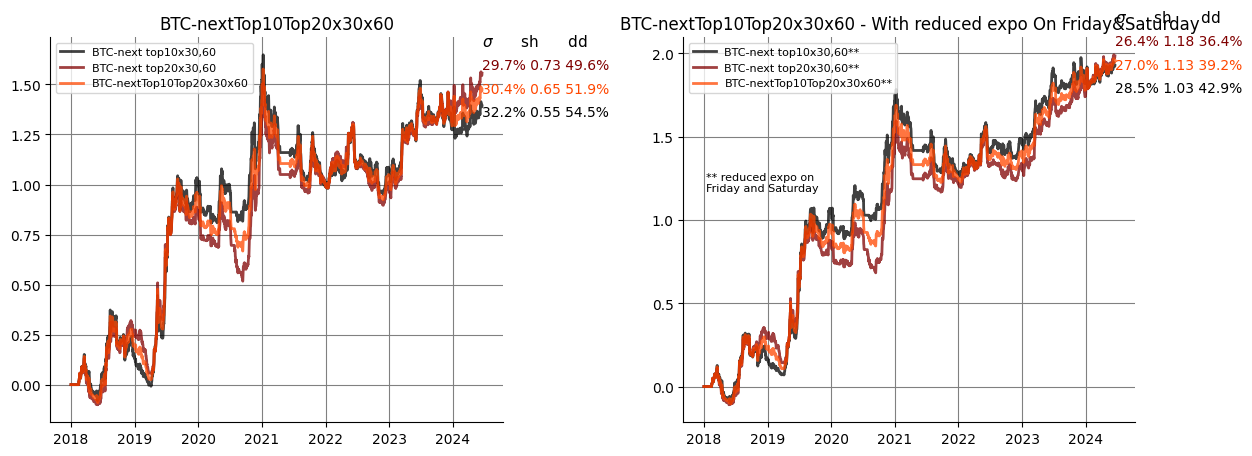 BTC-nextTop10Top20x30x60
σ sh dd
BTC-next top10x30,60
BTC-next top20x30,60
BTC-nextTop10Top20x30x60
29.7% 0.73 49.6%
30.4% 0.65 51.9%
32.2% 0.55 54.5%
1.50
1.25
1.00
0.75
0.50
0.25
0.00
2018 2019 2020 2021 2022 2023 2024
BTC-nextTop10Top20x30x60 - With reduced expo On Friday&Saturday
σ sh dd
BTC-next top10x30,60**
BTC-next top20x30,60**
BTC-nextTop10Top20x30x60**
26.4% 1.18 36.4%
27.0% 1.13 39.2%
28.5% 1.03 42.9%
** reduced expo on
Friday and Saturday
2.0
1.5
1.0
0.5
0.0
2018 2019 2020 2021 2022 2023 2024